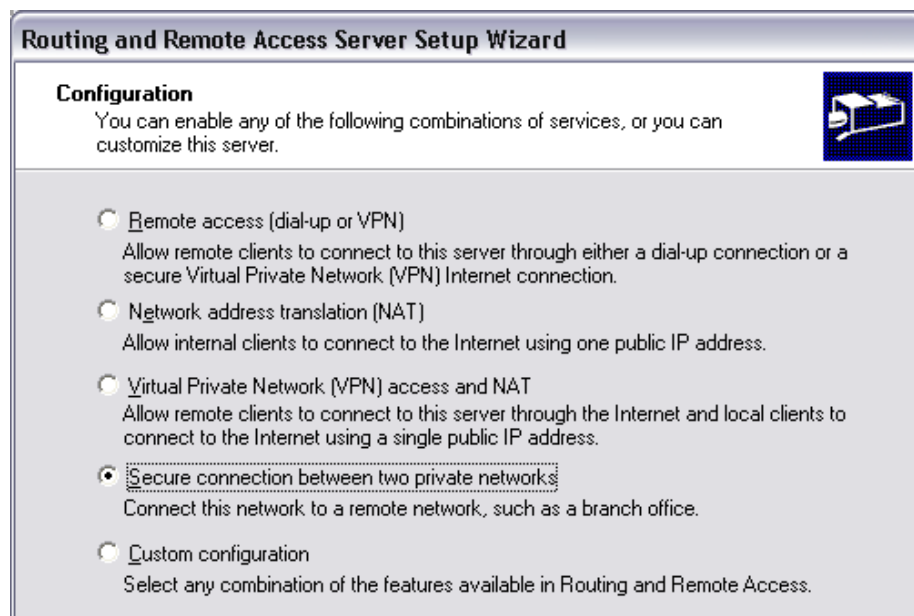 Routing and Remote Access Server Setup Wizard
Configuration
You can enable any of the following combinations of services, or you can
customize this server.
Remote access (dial-up or VPN)
Allow remote clients to connect to this server through either a dial-up connection or a
secure Virtual Private Network (VPN) Internet connection.
Network address translation (NAT)
Allow internal clients to connect to the Internet using one public IP address.
Virtual Private Network (VPN) access and NAT
Allow remote clients to connect to this server through the Internet and local clients to
connect to the Internet using a single public IP address.
Secure connection between two private networks
Connect this network to a remote network, such as a branch office.
Custom configuration
Select any combination of the features available in Routing and Remote Access.